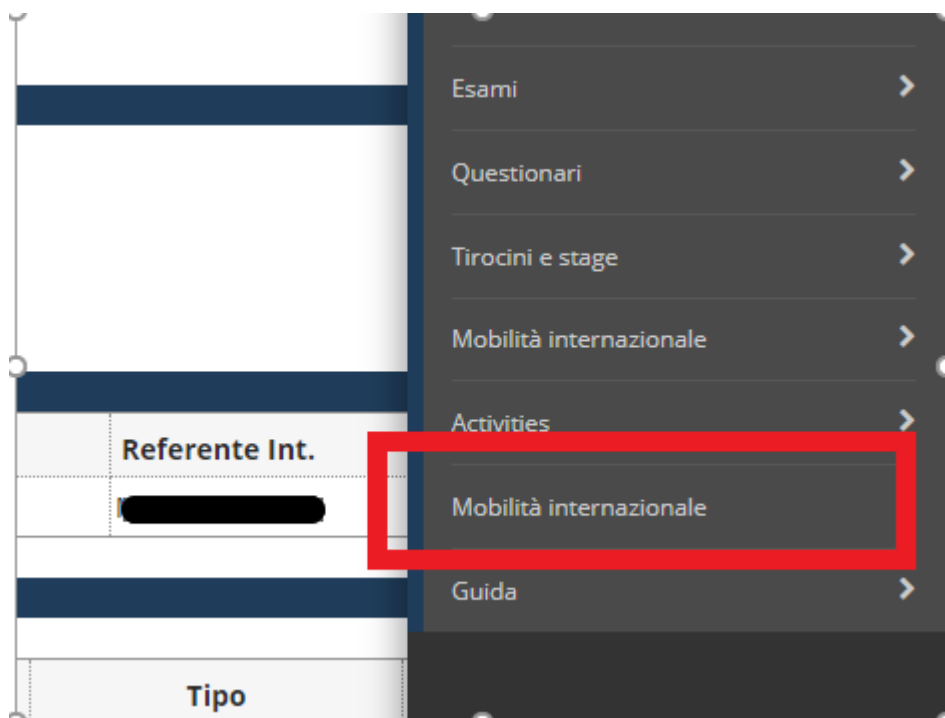 Esami
Questionari
Tirocini e stage
Mobilità internazionale
Activities
Referente Int.
Mobilità internazionale
Guida
Tipo